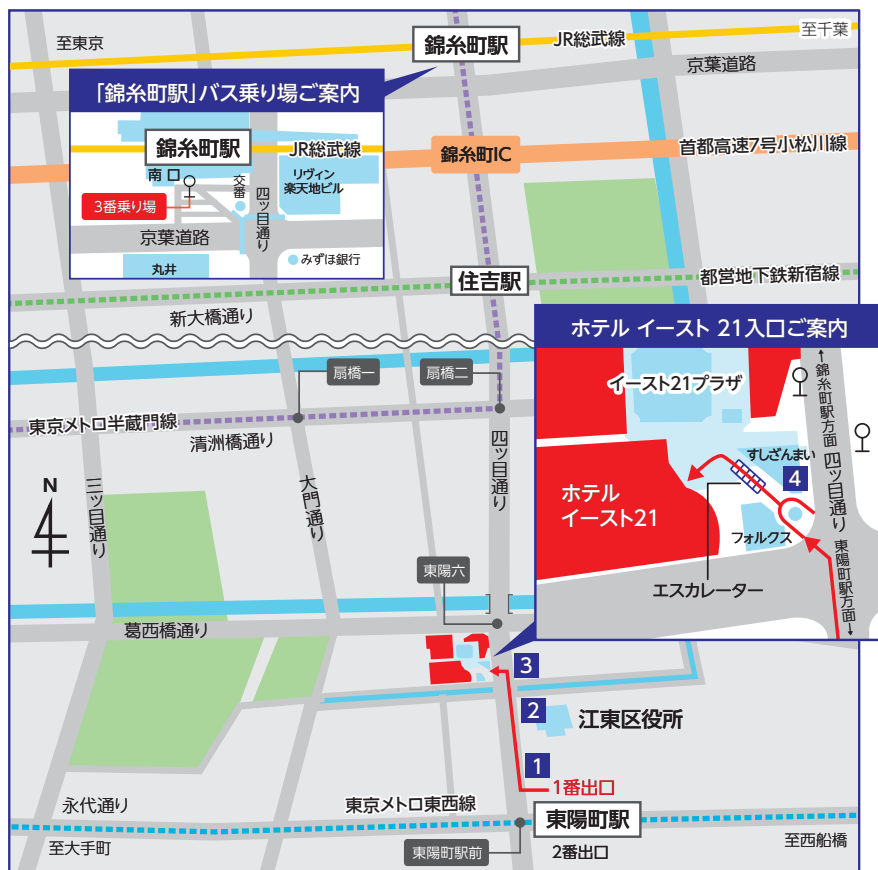 至東京
錦糸町駅
JR総武線
至千葉
京葉道路
「錦糸町駅」バス乗り場ご案内
錦糸町駅
JR総武線
南口
交番
四ツ目通り
リヴィン
楽天地ビル
3番乗り場
京葉道路
丸井
みずほ銀行
錦糸町IC
首都高速7号小松川線
住吉駅
都営地下鉄新宿線
新大橋通り
ホテル イースト 21入口ご案内
イースト21プラザ
←錦糸町駅方面
四ツ目通り
東陽町駅方面→
すしざんまい
4
ホテル
イースト21
フォルクス
エスカレーター
扇橋一
扇橋二
東京メトロ半蔵門線
清洲橋通り
四ツ目通り
三ツ目通り
大門通り
N
東陽六
葛西橋通り
3
2
江東区役所
1
1番出口
永代通り
東京メトロ東西線
東陽町駅
至大手町
東陽町駅前
2番出口
至西船橋